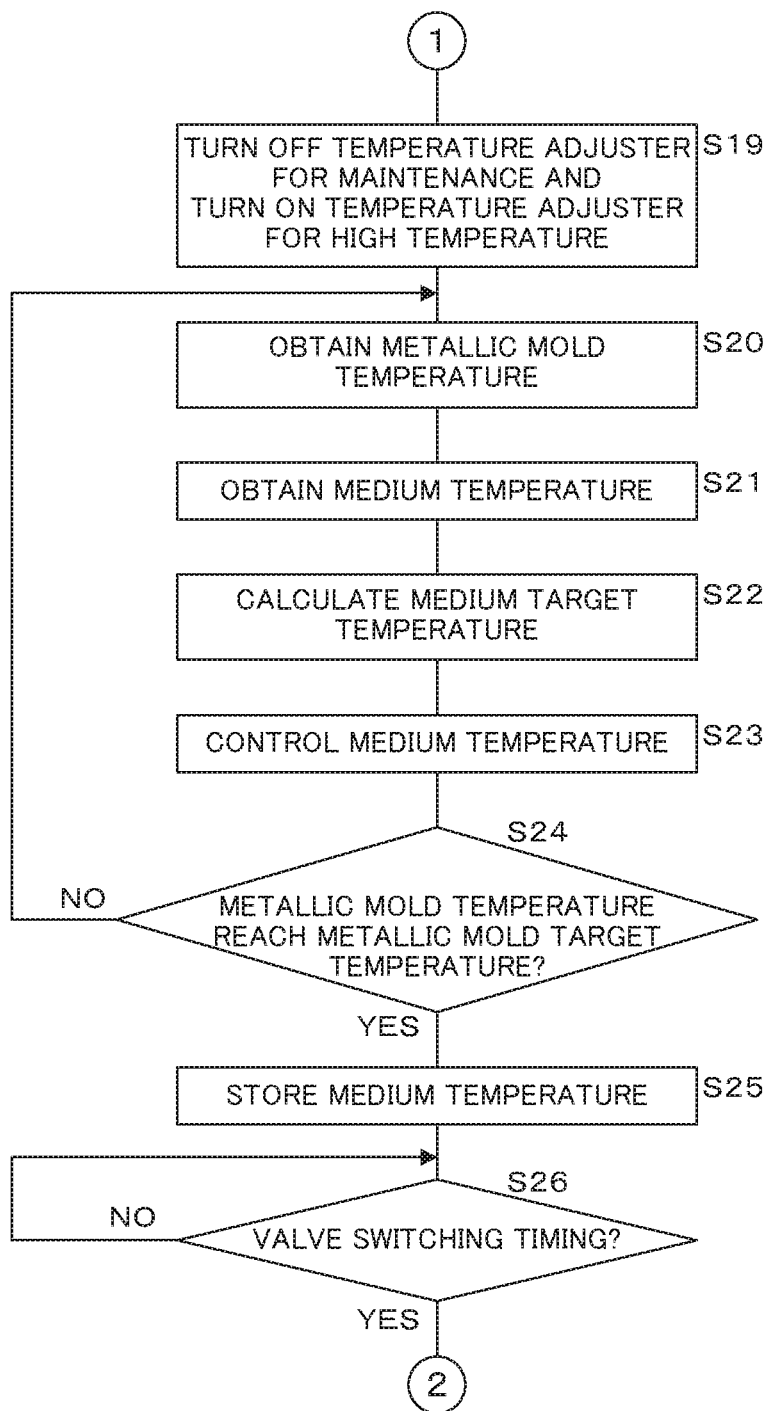 1
TURN OFF TEMPERATURE ADJUSTER
FOR MAINTENANCE AND
TURN ON TEMPERATURE ADJUSTER
FOR HIGH TEMPERATURE
S19
OBTAIN METALLIC MOLD
TEMPERATURE
S20
OBTAIN MEDIUM TEMPERATURE
S21
CALCULATE MEDIUM TARGET
TEMPERATURE
S22
CONTROL MEDIUM TEMPERATURE
S23
S24
NO
METALLIC MOLD TEMPERATURE
REACH METALLIC MOLD TARGET
TEMPERATURE?
YES
STORE MEDIUM TEMPERATURE
S25
S26
NO
VALVE SWITCHING TIMING?
YES
2